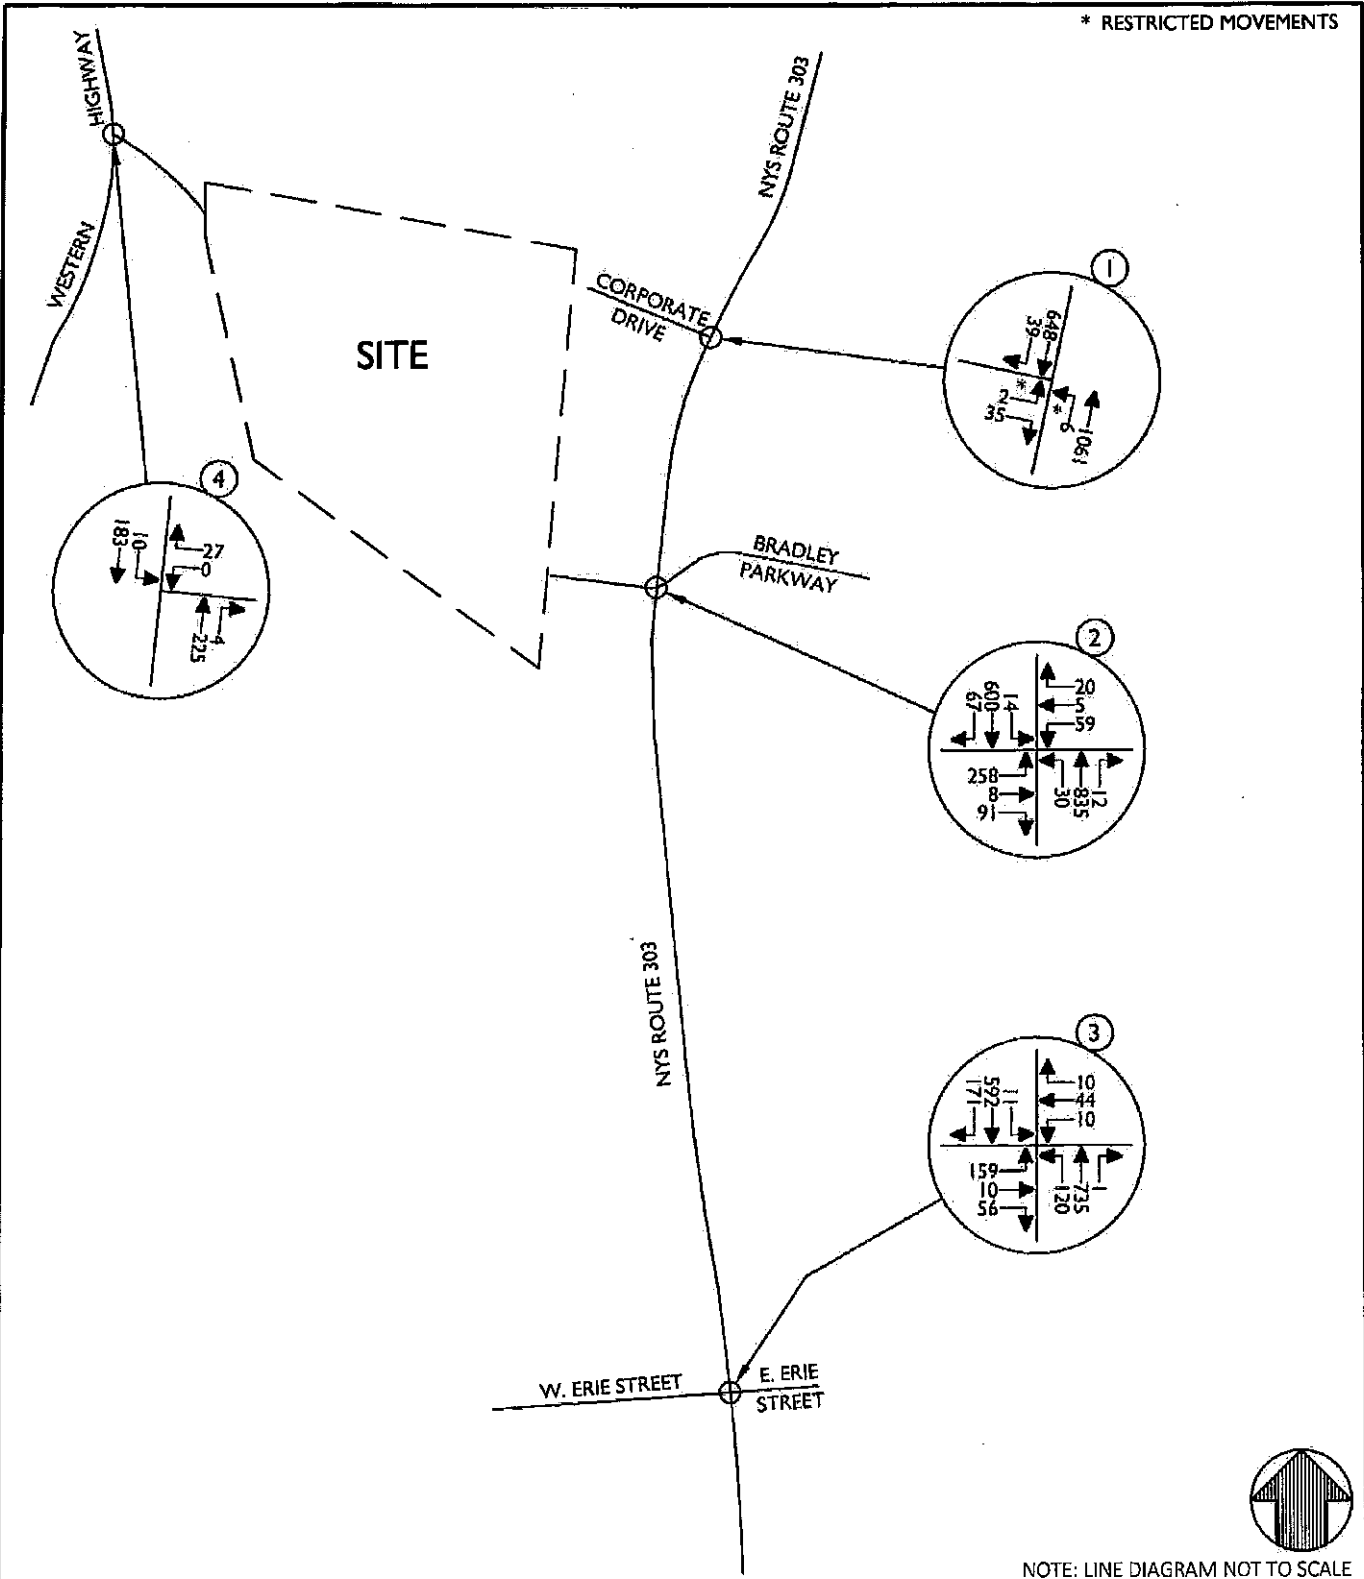 * RESTRICTED MOVEMENTS
HIGHWAY
WESTERN
NYS ROUTE 303
CORPORATE
DRIVE
SITE
1
648
39
*
2
35
* 6
1061
4
183
10
27
0
4
225
BRADLEY
PARKWAY
2
67
600
14
20
5
59
258
8
91
30
835
12
NYS ROUTE 303
3
171
592
11
10
44
10
159
10
56
120
735
1
W. ERIE STREET
E. ERIE
STREET
NOTE: LINE DIAGRAM NOT TO SCALE